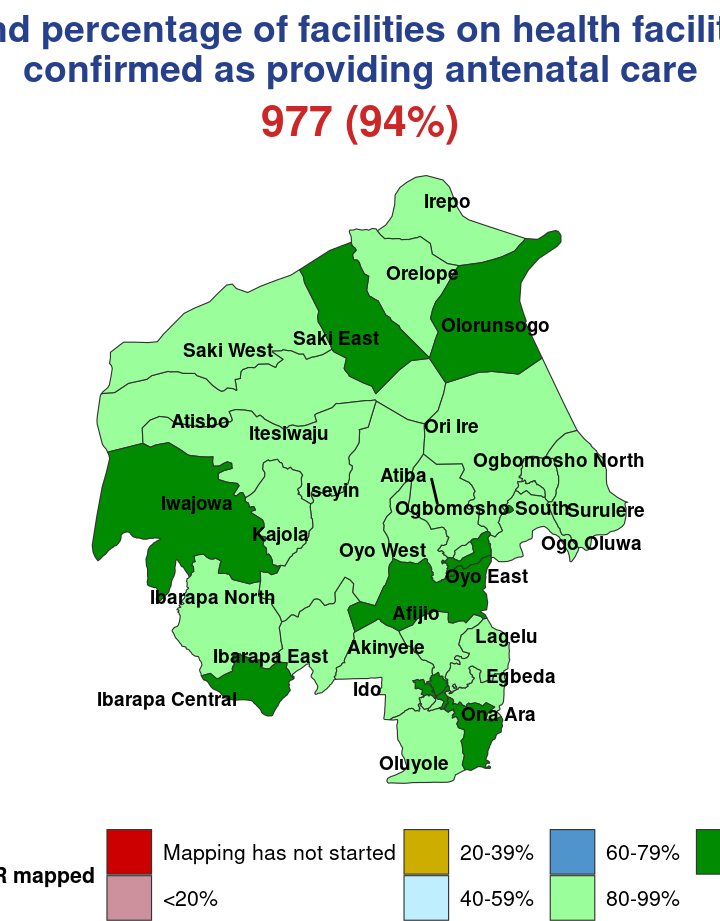 percentage of facilities on health
confirmed as providing antenatal care
977 (94%)
Irepo
Orelope
Olorunsogo
Saki East
Saki West
Atisbo
Itesiwaju
Ori Ire
Ogbomosho North
Atiba
Iseyin
Iwajowa
Ogbomosho South
Surulere
Kajola
Ogo Oluwa
Oyo West
Oyo East
Ibarapa North
Afijio
Lagelu
Akinyele
Ibarapa East
Egbeda
Ido
Ibarapa Central
Ona Ara
Oluyole
mapped
Mapping has not started
20-39%
60-79%
<20%
40-59%
80-99%